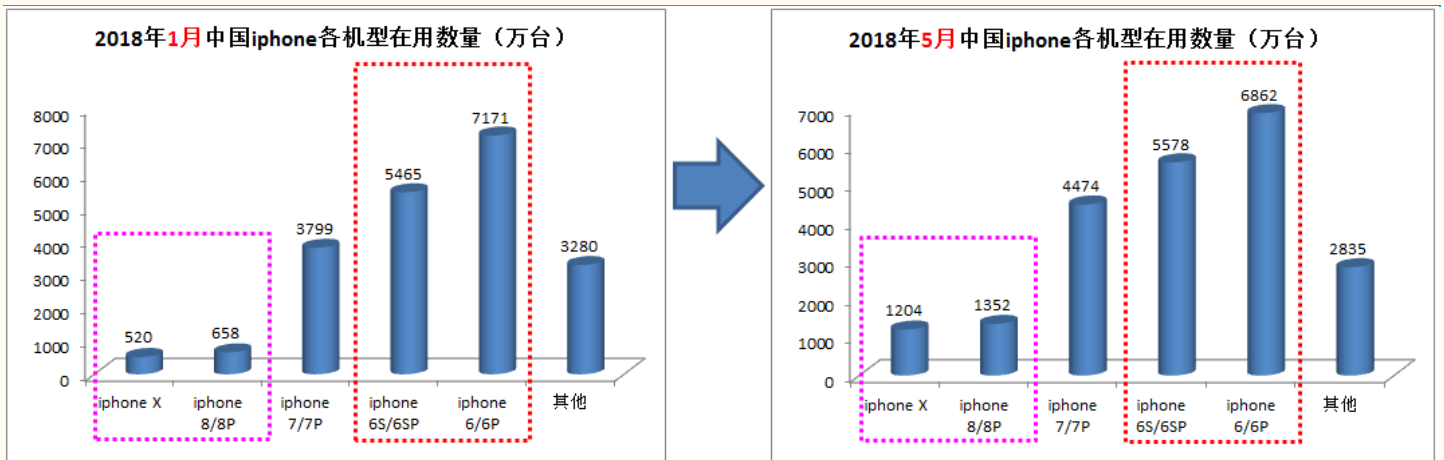 2018年1月中国iphone各机型在用数量（万台）
8000
7000
6000
5000
4000
3000
2000
1000
0
520
658
3799
5465
7171
3280
iphone X
iphone
8/8P
iphone
7/7P
iphone
6S/6SP
iphone
6/6P
其他
2018年5月中国iphone各机型在用数量（万台）
7000
6000
5000
4000
3000
2000
1000
0
1204
1352
4474
5578
6862
2835
iphone X
iphone
8/8P
iphone
7/7P
iphone
6S/6SP
iphone
6/6P
其他